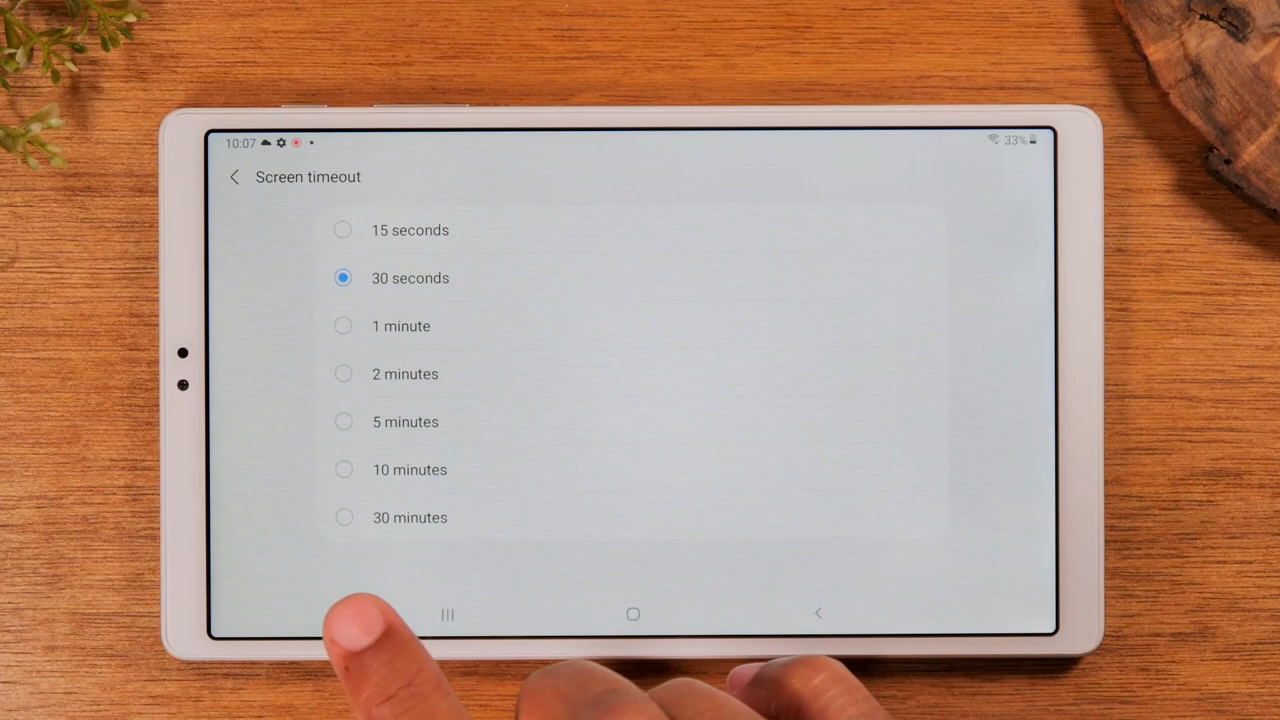 10:07 33%
Screen timeout
15 seconds
30 seconds
1 minute
2 minutes
5 minutes
10 minutes
30 minutes